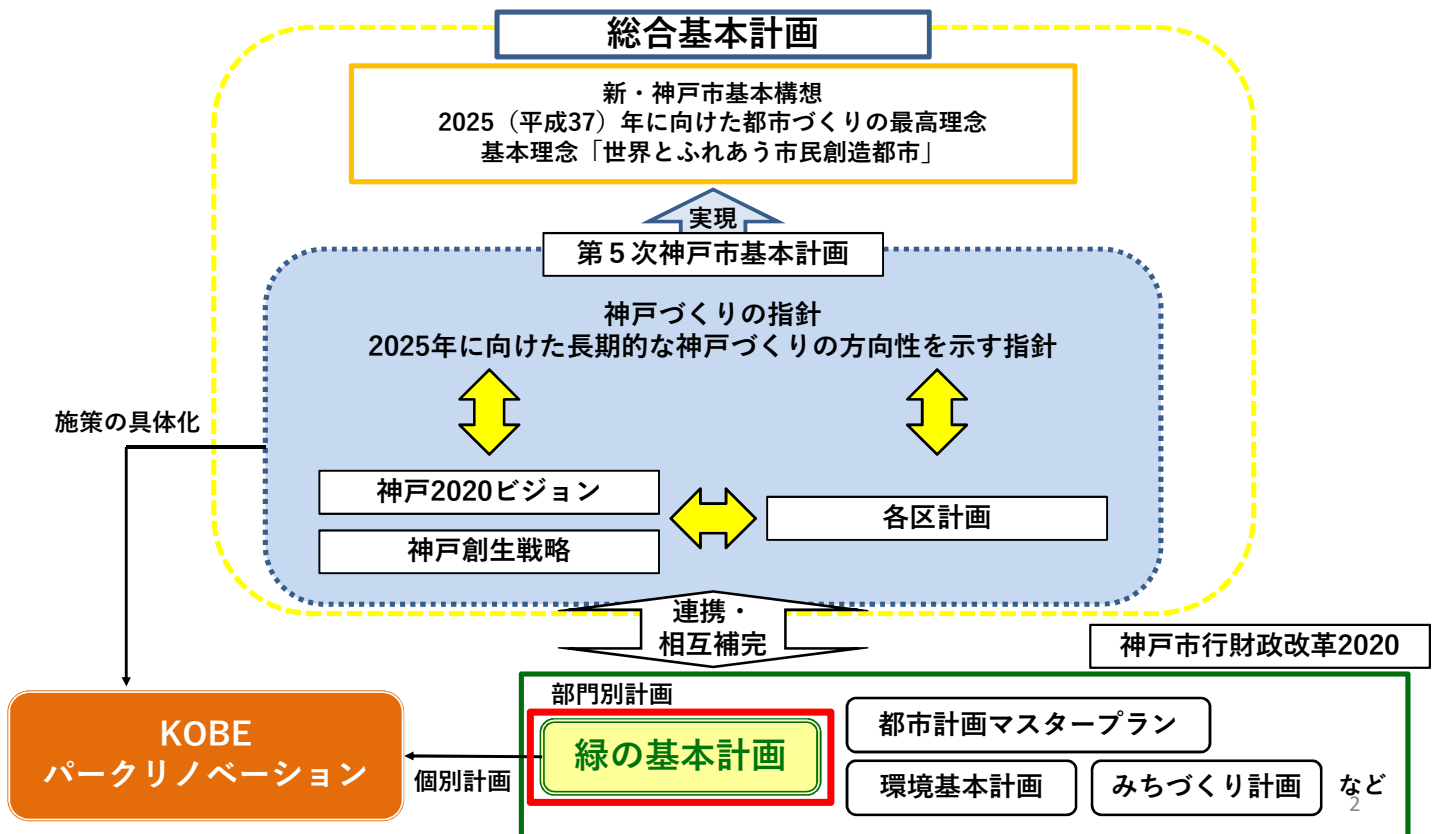 総合基本計画
新・神戸市基本構想
2025（平成37）年に向けた都市づくりの最高理念
基本理念「世界とふれあう市民創造都市」
実現
第５次神戸市基本計画
神戸づくりの指針
2025年に向けた長期的な神戸づくりの方向性を示す指針
施策の具体化
神戸2020ビジョン
神戸創生戦略
各区計画
連携・
相互補完
神戸市行財政改革2020
部門別計画
緑の基本計画
都市計画マスタープラン
環境基本計画
みちづくり計画
など
KOBE
パークリノベーション
個別計画
2